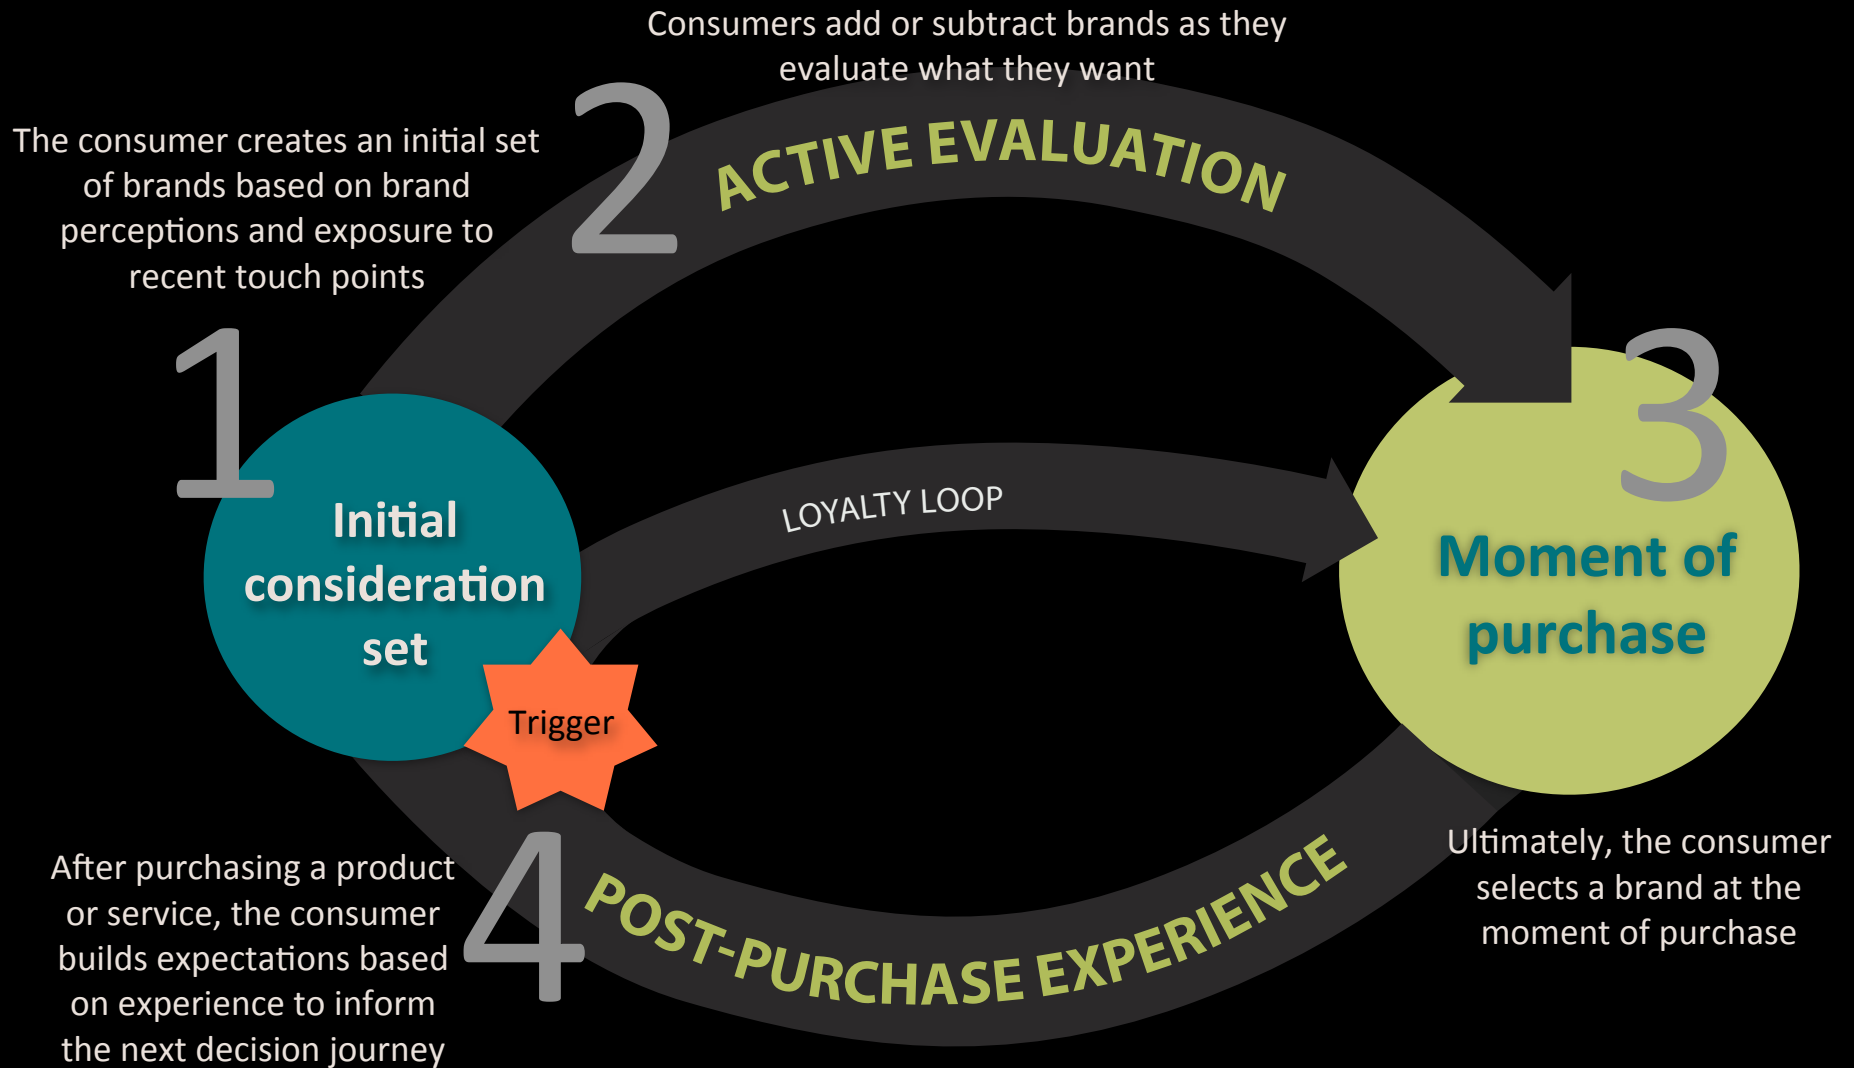 Consumers add or subtract brands as they
evaluate what they want
2
ACTIVE EVALUATION
The consumer creates an initial set
of brands based on brand
perceptions and exposure to
recent touch points
1
Initial
consideration
set
Trigger
LOYALTY LOOP
3
Moment of
purchase
Ultimately, the consumer
selects a brand at the
moment of purchase
4
After purchasing a product
or service, the consumer
builds expectations based
on experience to inform
the next decision journey
POST-PURCHASE EXPERIENCE